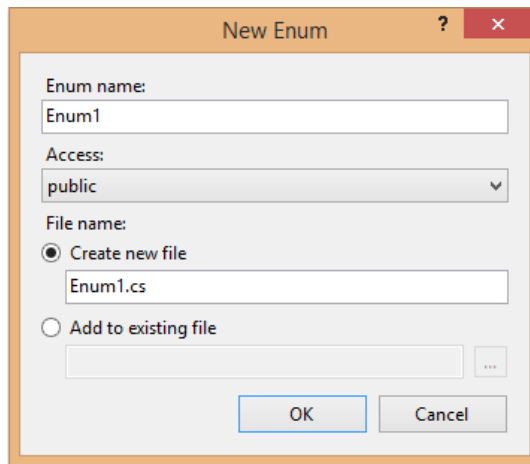 New Enum
?
Enum name:
Enum1
Access:
public
File name:
Create new file
Enum1.cs
Add to existing file
...
OK
Cancel